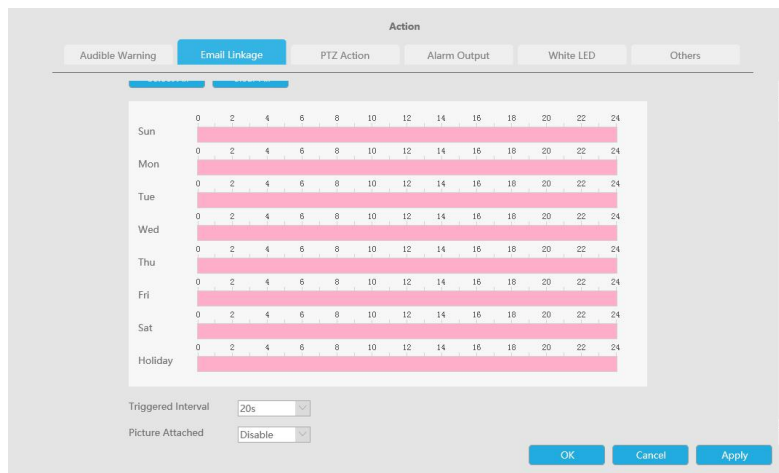 Action
Audible Warning Email Linkage PTZ Action Alarm Output White LED Others
0 2 4 6 8 10 12 14 16 18 20 22 24
Sun
0 2 4 6 8 10 12 14 16 18 20 22 24
Mon
0 2 4 6 8 10 12 14 16 18 20 22 24
Tue
0 2 4 6 8 10 12 14 16 18 20 22 24
Wed
0 2 4 6 8 10 12 14 16 18 20 22 24
Thu
0 2 4 6 8 10 12 14 16 18 20 22 24
Fri
0 2 4 6 8 10 12 14 16 18 20 22 24
Sat
0 2 4 6 8 10 12 14 16 18 20 22 24
Holiday
Triggered Interval 20s
Picture Attached Disable
OK Cancel Apply